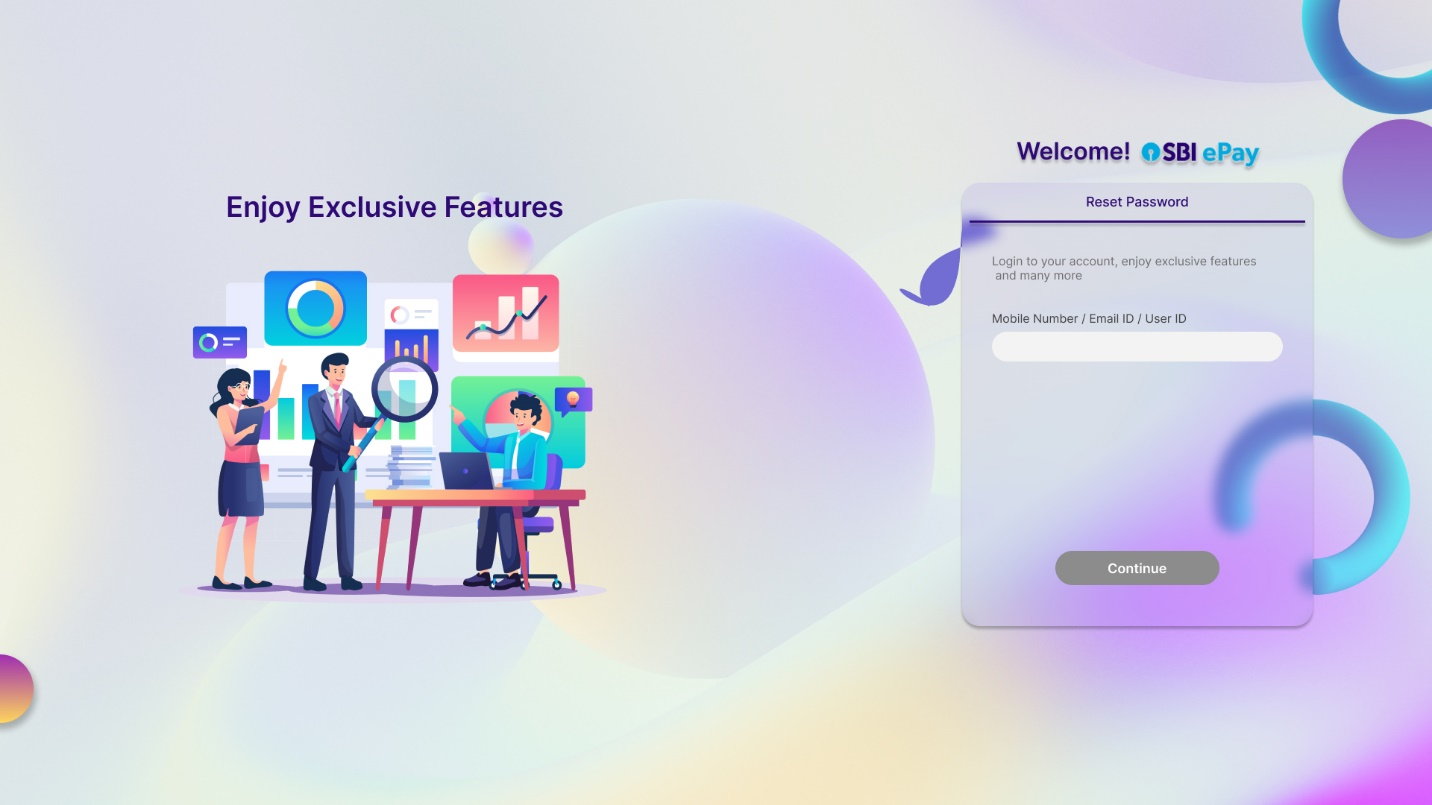 Enjoy Exclusive Features
Welcome! SBI ePay
Reset Password
Login to your account, enjoy exclusive features
and many more
Mobile Number / Email ID / User ID
Continue